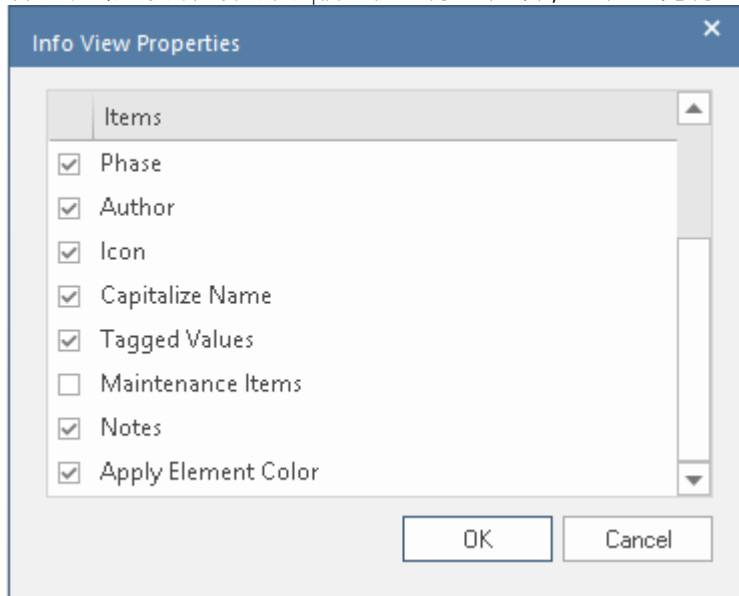 Info View Properties
Items
Phase
Author
Icon
Capitalize Name
Tagged Values
Maintenance Items
Notes
Apply Element Color
OK
Cancel